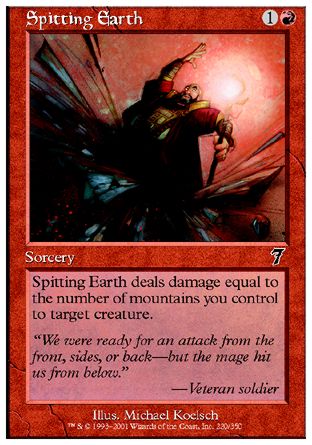 Spitting Earth 1
Sorcery 7
Spitting Earth deals damage equal to
the number of mountains you control
to target creature.
“We were ready for an attack from the
front, sides, or back—but the mage hit
us from below.”
—Veteran soldier
Illus. Michael Koelsch
™ & © 1993–2001 Wizards of the Coast, Inc. 220/350